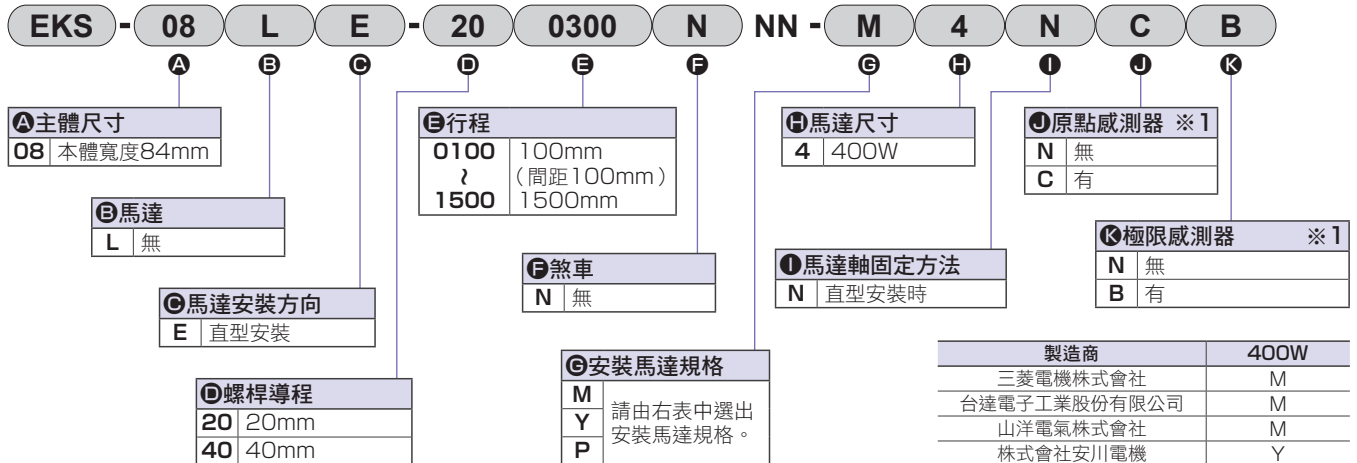 EKS - 08 L E - 20 0300 N NN - M 4 N C B
A B C D E F G H I J K
A主體尺寸
08 本體寬度84mm
B馬達
L 無
C馬達安裝方向
E 直型安裝
D螺桿導程
20 20mm
40 40mm
E行程
0100 100mm
~ (間距100mm)
1500 1500mm
F煞車
N 無
G安裝馬達規格
M
Y
P
請由右表中選出
安裝馬達規格。
H馬達尺寸
4 400W
I馬達軸固定方法
N 直型安裝時
J原點感測器 ※1
N 無
C 有
K極限感測器 ※1
N 無
B 有
製造商 400W
三菱電機株式會社 M
台達電子工業股份有限公司 M
山洋電氣株式會社 M
株式會社安川電機 Y